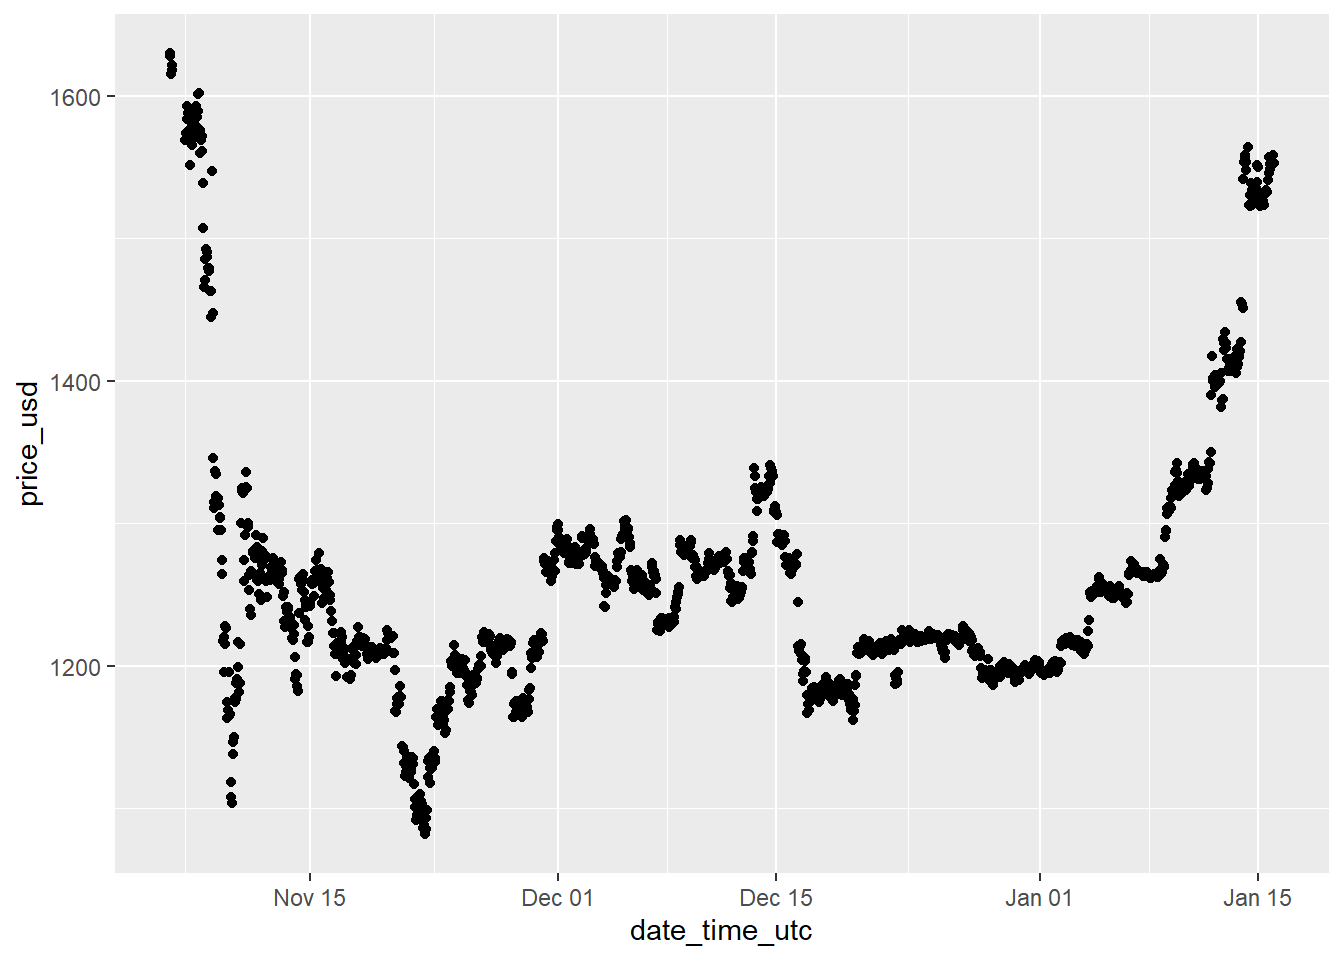 1600
1400
1200
price_usd
Nov 15
Dec 01
Dec 15
Jan 01
Jan 15
date_time_utc